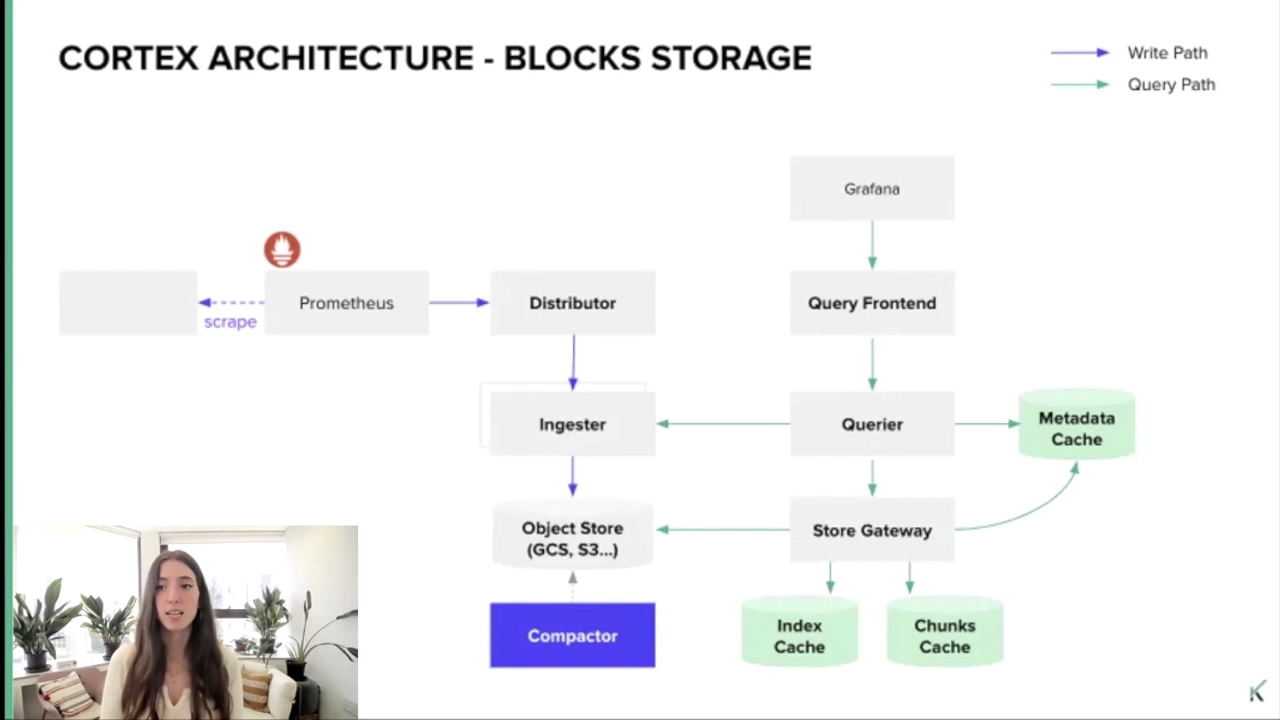 CORTEX ARCHITECTURE - BLOCKS STORAGE
Write Path
Query Path
Grafana
Prometheus
scrape
Distributor
Query Frontend
Ingester
Querier
Metadata
Cache
Object Store
(GCS, S3...)
Store Gateway
Compactor
Index
Cache
Chunks
Cache